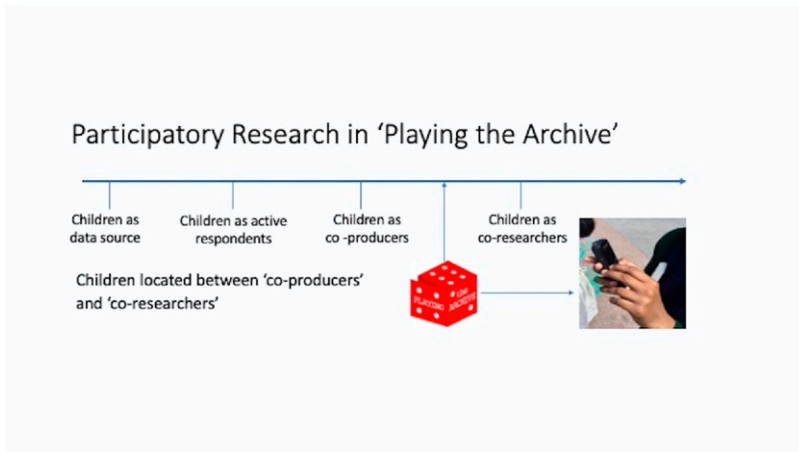 Participatory Research in ‘Playing the Archive’
Children as
data source
Children as active
respondents
Children as
co -producers
Children as
co-researchers
Children located between ‘co-producers’
and ‘co-researchers’
PLAYING
the
ARCHIVE